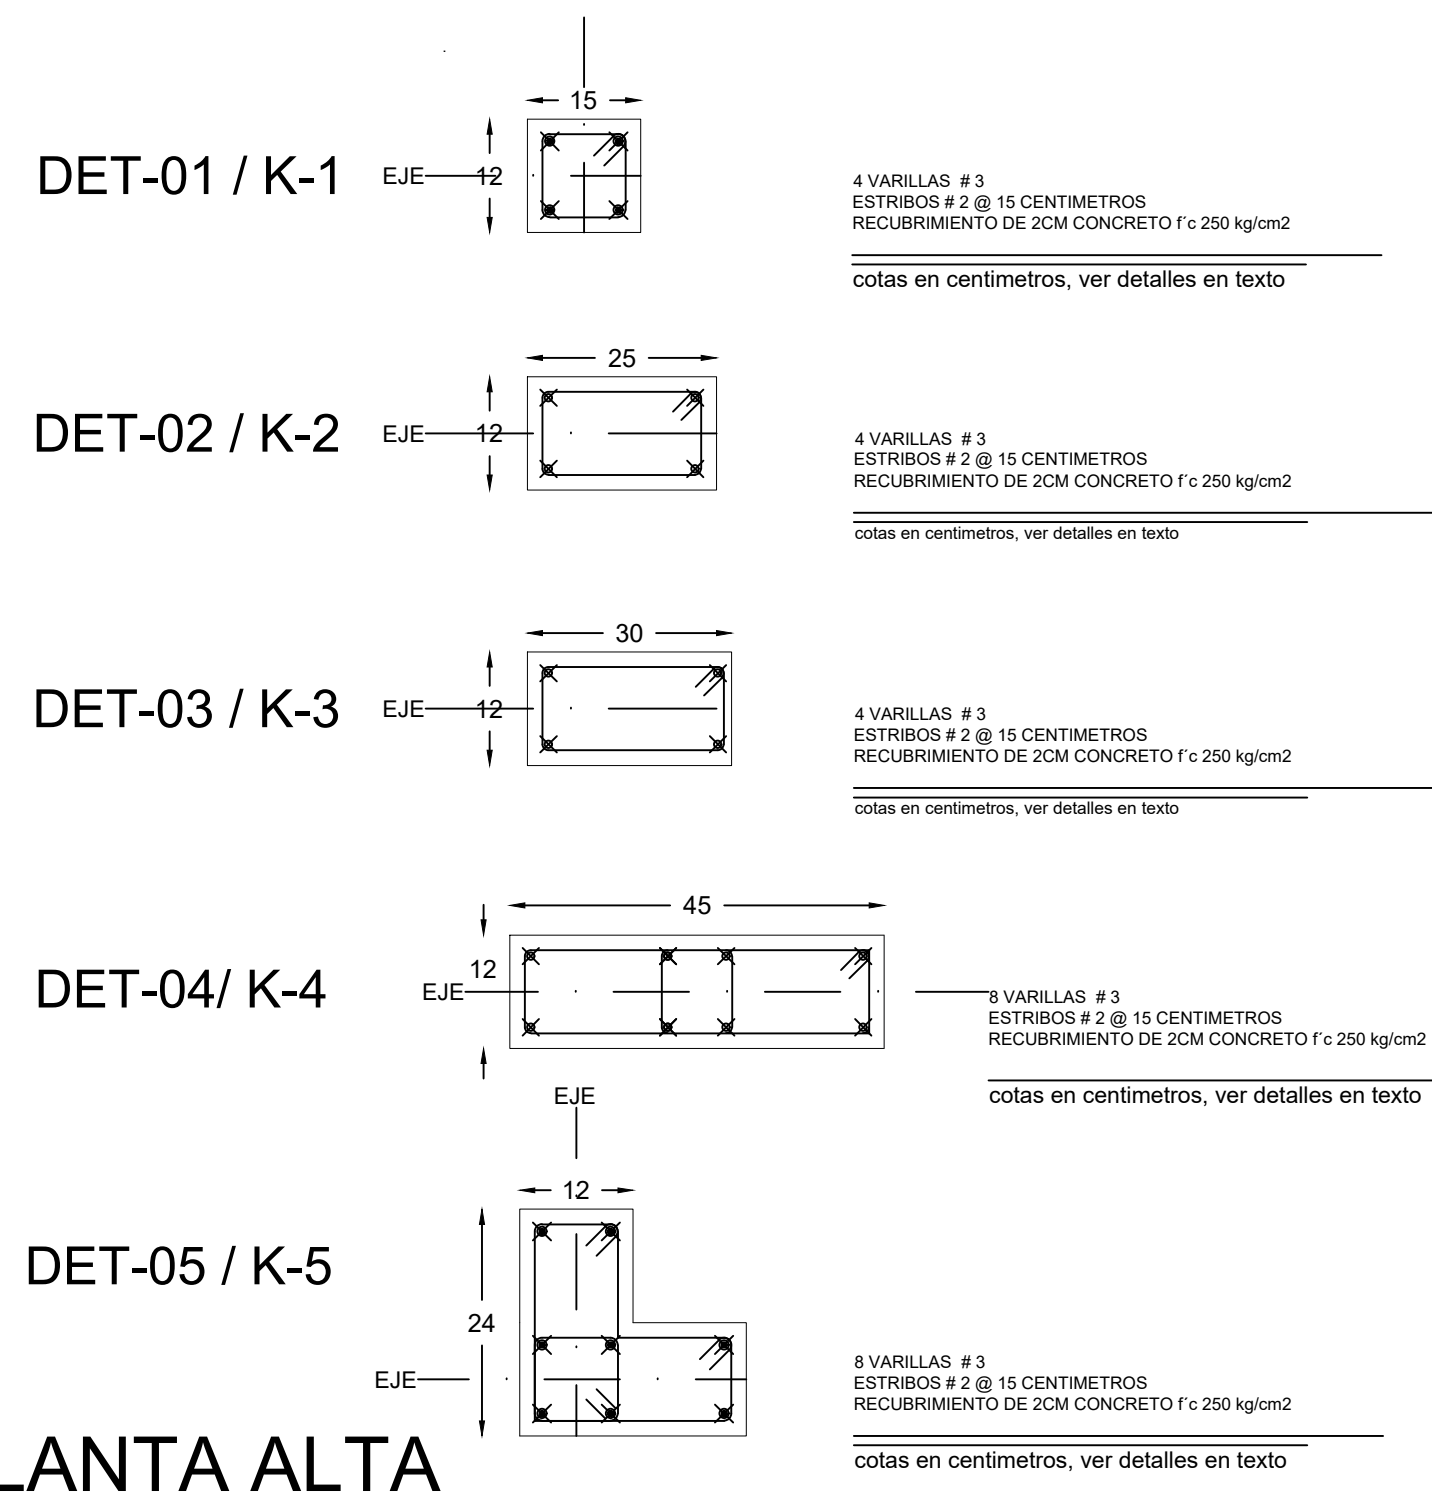 15
DET-01 / K-1
EJE
12
4 VARILLAS # 3
ESTRIBOS # 2 @ 15 CENTIMETROS
RECUBRIMIENTO DE 2CM CONCRETO f´c 250 kg/cm2
cotas en centimetros, ver detalles en texto
25
DET-02 / K-2
EJE
12
4 VARILLAS # 3
ESTRIBOS # 2 @ 15 CENTIMETROS
RECUBRIMIENTO DE 2CM CONCRETO f´c 250 kg/cm2
cotas en centimetros, ver detalles en texto
30
DET-03 / K-3
EJE
12
4 VARILLAS # 3
ESTRIBOS # 2 @ 15 CENTIMETROS
RECUBRIMIENTO DE 2CM CONCRETO f´c 250 kg/cm2
cotas en centimetros, ver detalles en texto
45
DET-04/ K-4
12
EJE
8 VARILLAS # 3
ESTRIBOS # 2 @ 15 CENTIMETROS
RECUBRIMIENTO DE 2CM CONCRETO f´c 250 kg/cm2
cotas en centimetros, ver detalles en texto
EJE
12
DET-05 / K-5
24
EJE
8 VARILLAS # 3
ESTRIBOS # 2 @ 15 CENTIMETROS
RECUBRIMIENTO DE 2CM CONCRETO f´c 250 kg/cm2
cotas en centimetros, ver detalles en texto
LANTA ALTA